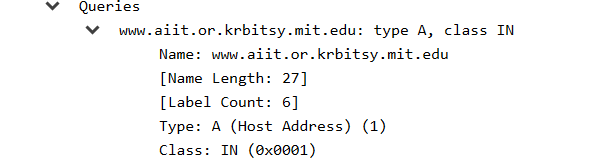 Queries
www.aiit.or.krbitsy.mit.edu: type A, class IN
Name: www.aiit.or.krbitsy.mit.edu
[Name Length: 27]
[Label Count: 6]
Type: A (Host Address) (1)
Class: IN (0x0001)